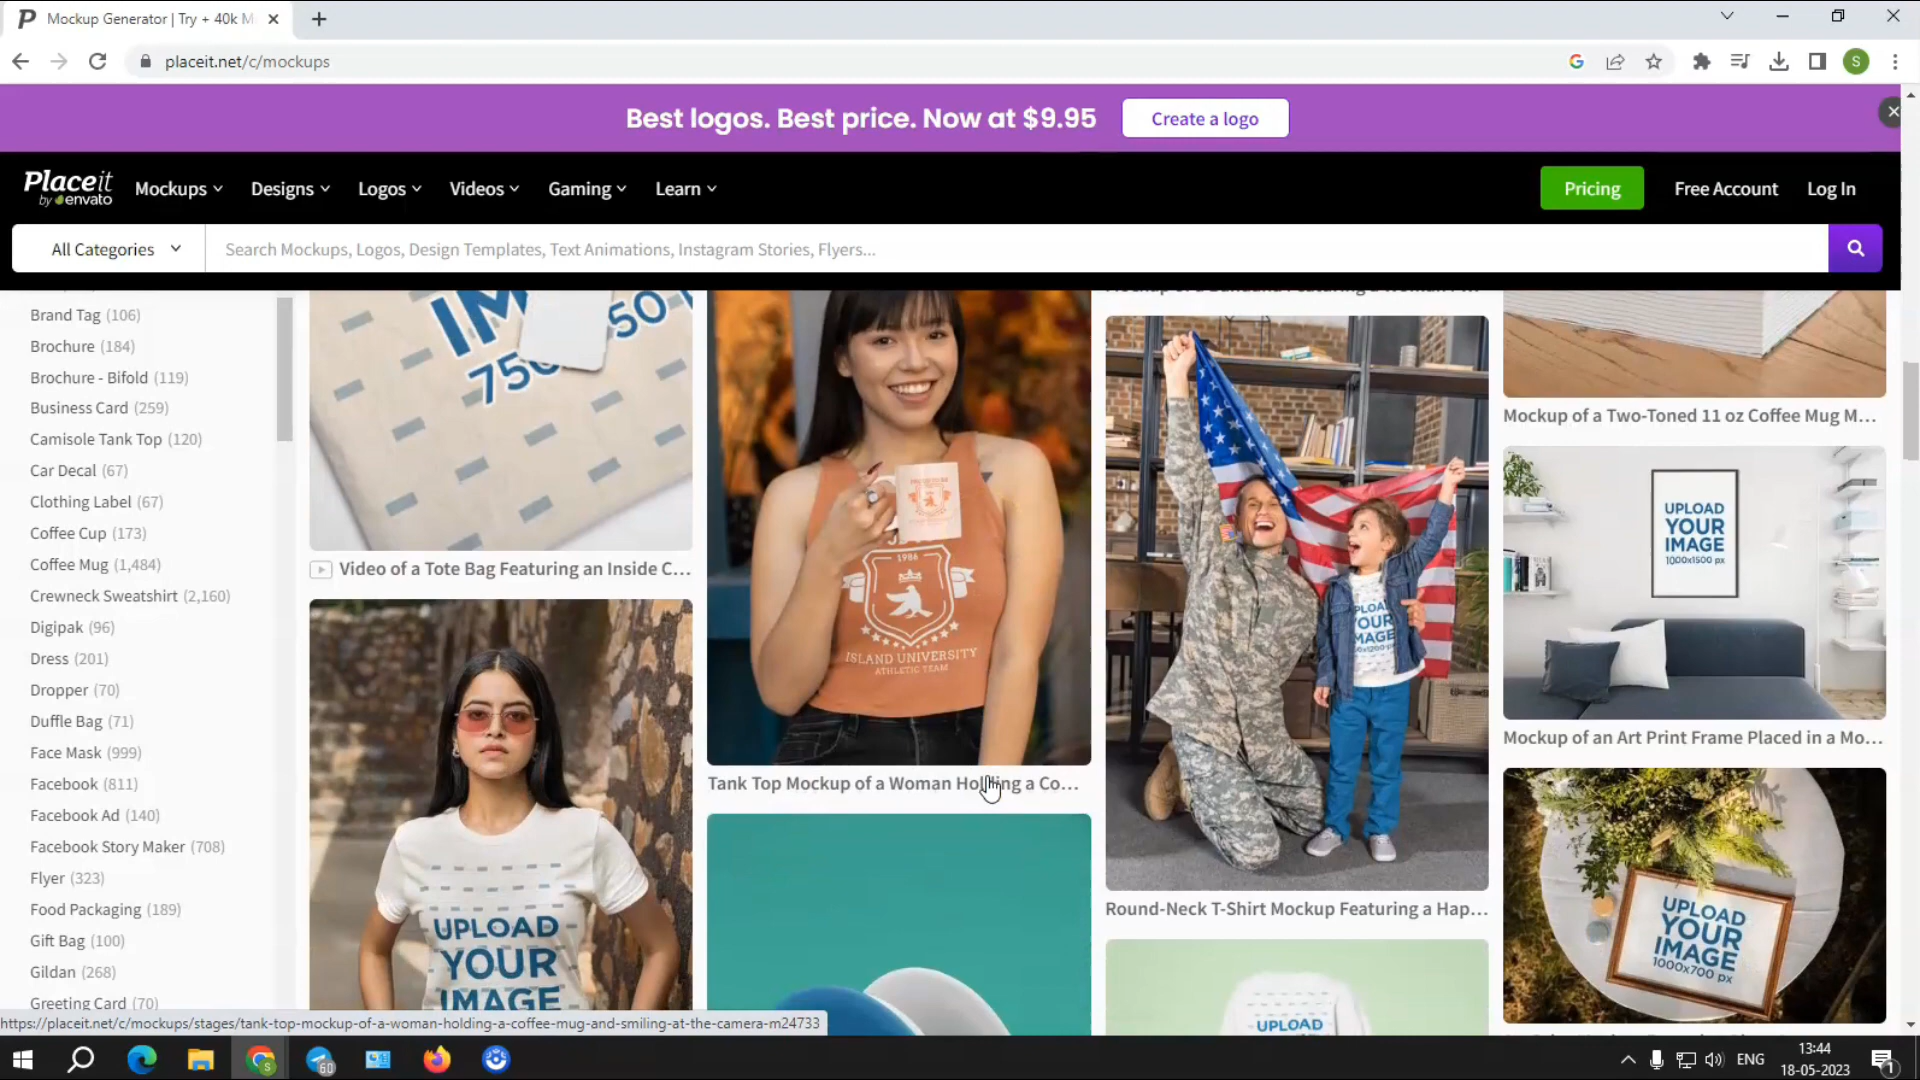 Mockup Generator | Try + 40k M
placeit.net/c/mockups
S
Best logos. Best price. Now at $9.95
Create a logo
Placeit
by envato
Mockups
Designs
Logos
Videos
Gaming
Learn
Pricing
Free Account
Log In
All Categories
Search Mockups, Logos, Design Templates, Text Animations, Instagram Stories, Flyers...
Brand Tag (106)
Brochure (184)
Brochure - Bifold (119)
Business Card (259)
Camisole Tank Top (120)
Car Decal (67)
Clothing Label (67)
Coffee Cup (173)
Coffee Mug (1,484)
Crewneck Sweatshirt (2,160)
Digipak (96)
Dress (201)
Dropper (70)
Duffle Bag (71)
Face Mask (999)
Facebook (811)
Facebook Ad (140)
Facebook Story Maker (708)
Flyer (323)
Food Packaging (189)
Gift Bag (100)
Gildan (268)
Greeting Card (70)
Video of a Tote Bag Featuring an Inside C...
UPLOAD
YOUR
IMAGE
1986
ISLAND UNIVERSITY
ATHLETIC TEAM
Tank Top Mockup of a Woman Holding a Co...
YOUR
IMAGE
Round-Neck T-Shirt Mockup Featuring a Hap...
UPLOAD
Mockup of a Two-Toned 11 oz Coffee Mug M...
UPLOAD
YOUR
IMAGE
1000x1500 px
Mockup of an Art Print Frame Placed in a Mo...
UPLOAD
YOUR
IMAGE
1000x700 px
https://placeit.net/c/mockups/stages/tank-top-mockup-of-a-woman-holding-a-coffee-mug-and-smiling-at-the-camera-m24733
60
ENG
13:44
18-05-2023
1